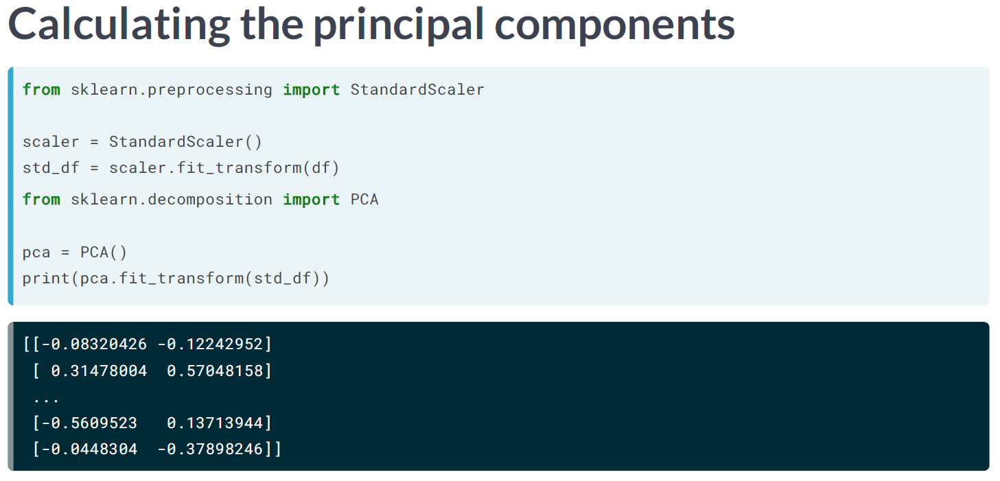 Calculating the principal components
from sklearn.preprocessing import StandardScaler
scaler = StandardScaler()
std_df = scaler.fit_transform(df)
from sklearn.decomposition import PCA
pca = PCA()
print(pca.fit_transform(std_df))
[[-0.08320426 -0.12242952]
 [ 0.31478004  0.57048158]
 ...
 [-0.5609523   0.13713944]
 [-0.0448304  -0.37898246]]